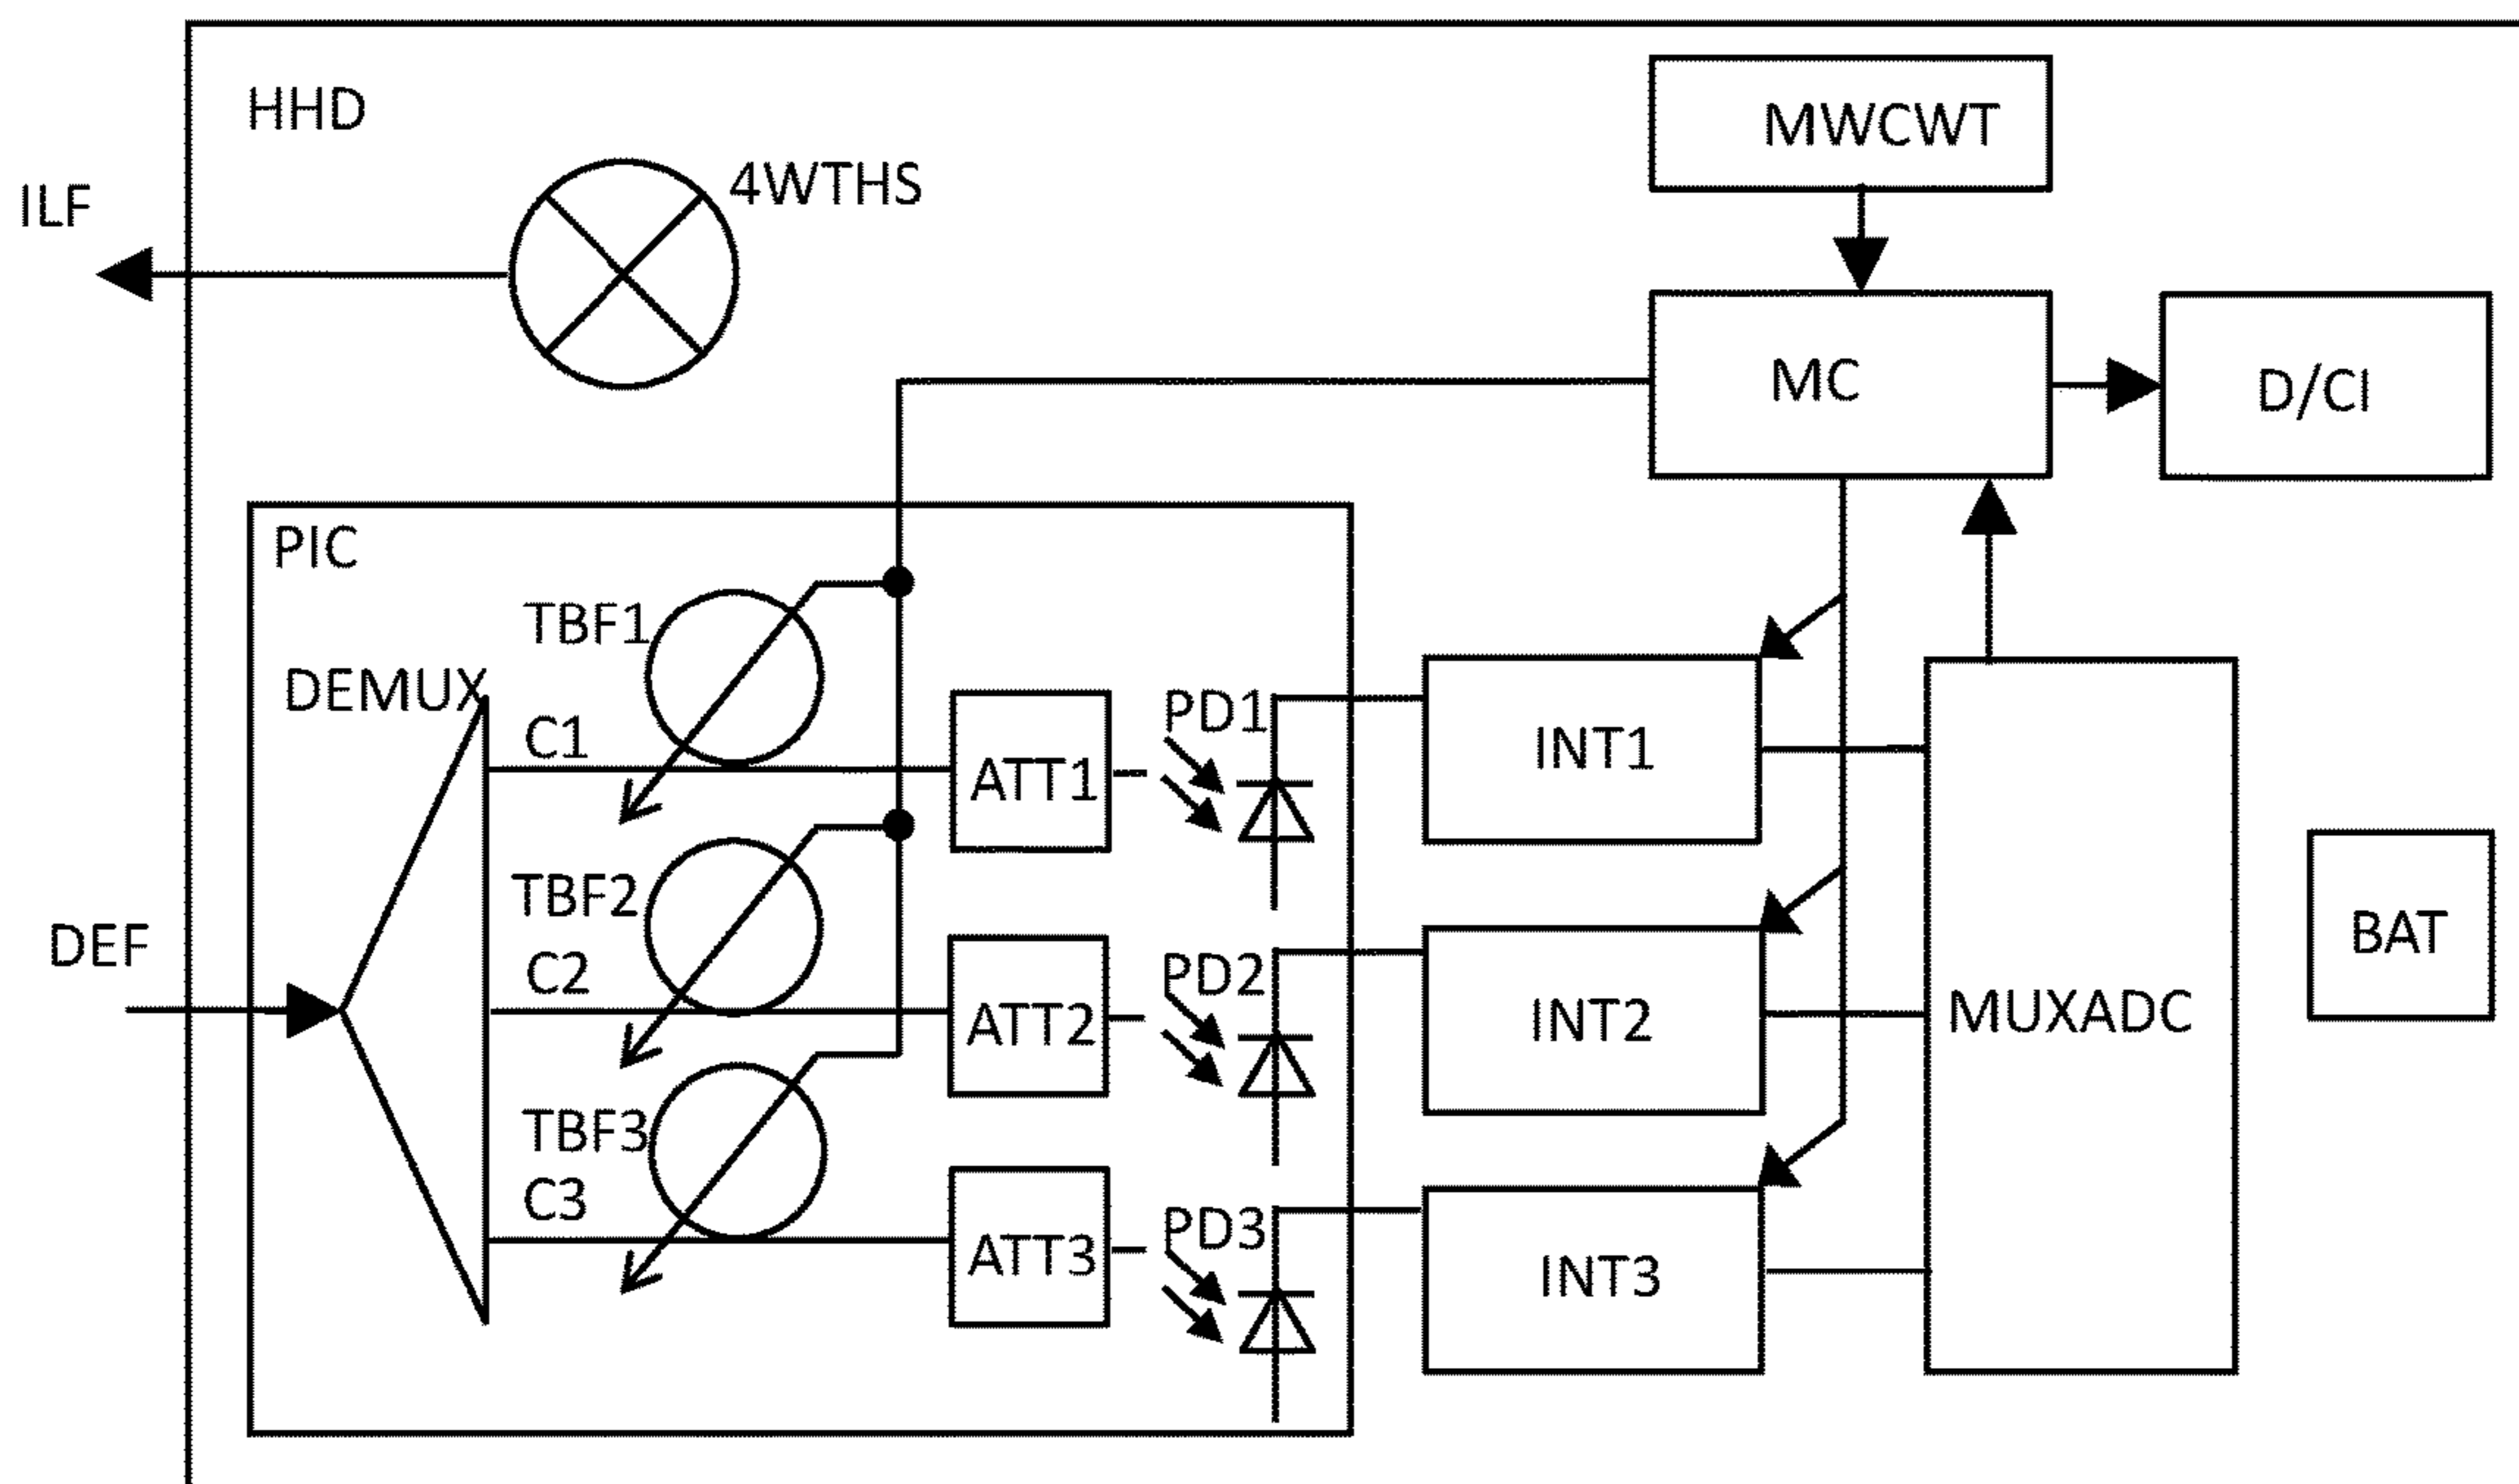 HHD
MWCWT
ILF
4WTHS
MC
D/CI
PIC
TBF1
DEMUX
C1
ATT1
PD1
INT1
TBF2
DEF
C2
ATT2
PD2
INT2
MUXADC
BAT
TBF3
C3
ATT3
PD3
INT3